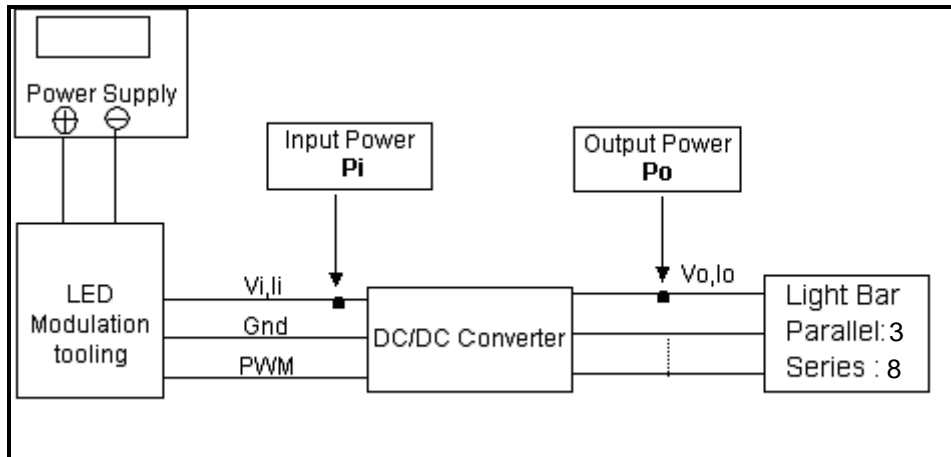 Power Supply
Input Power
Pi
Output Power
Po
LED
Modulation
tooling
Vi,Ii
Gnd
PWM
DC/DC Converter
Vo,Io
Light Bar
Parallel: 3
Series : 8